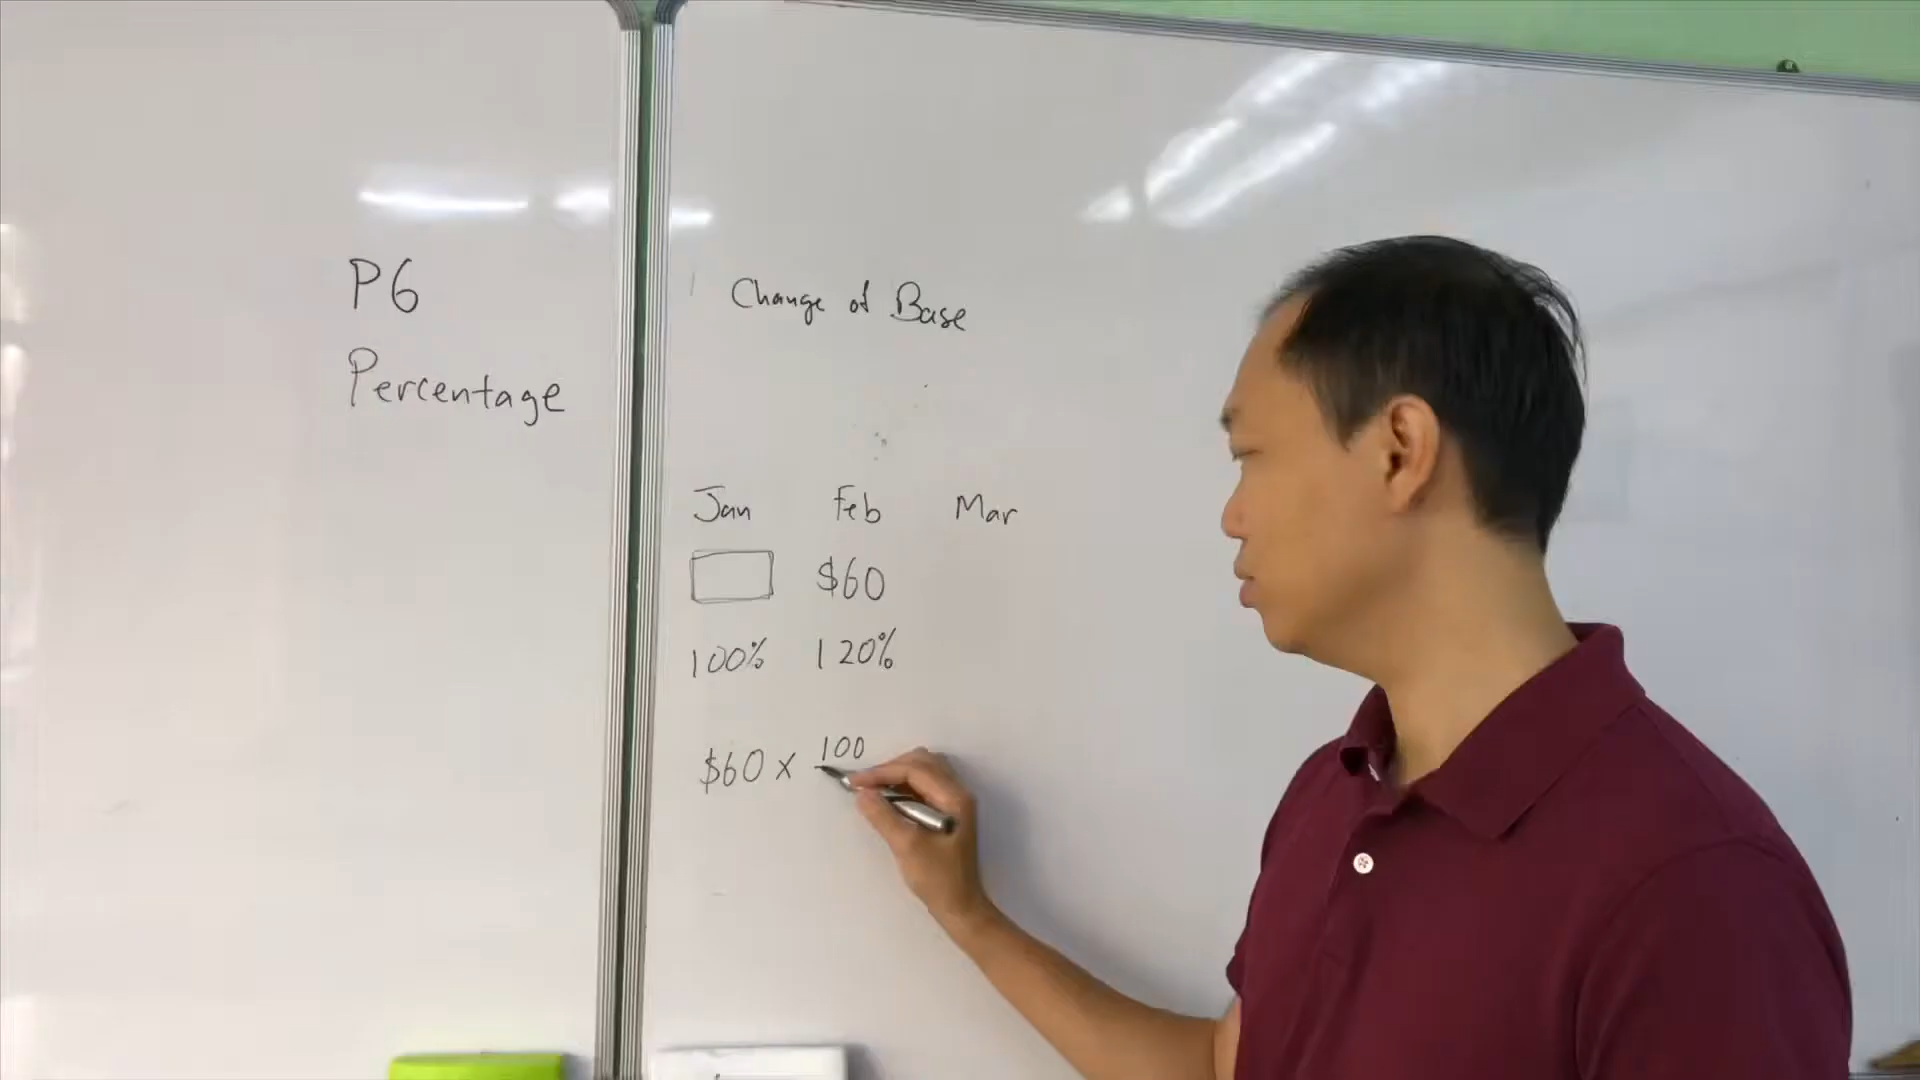 P6
Percentage
Change of Base
Jan Feb Mar
$60
100% 120%
$60 × 100